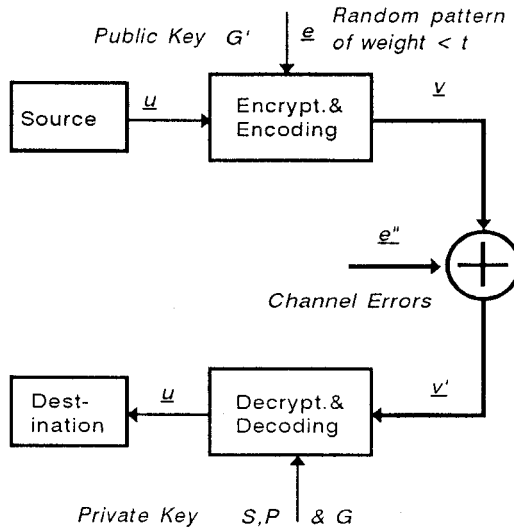 Public Key G' e Random pattern
of weight < t
Source u Encrypt.&
Encoding v
e"
Channel Errors
Dest-
ination u Decrypt.&
Decoding v'
Private Key S,P & G